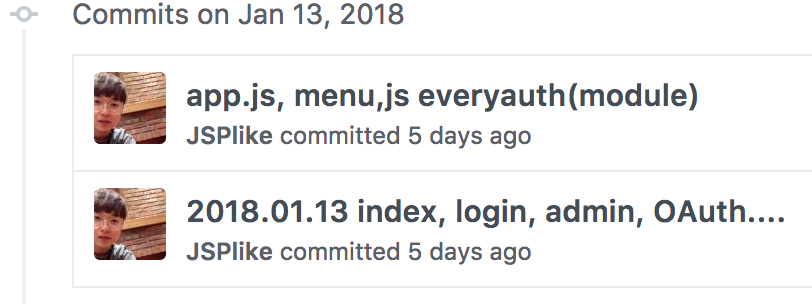 Commits on Jan 13, 2018
app.js, menu,js everyauth(module)
JSPlike committed 5 days ago
2018.01.13 index, login, admin, OAuth....
JSPlike committed 5 days ago